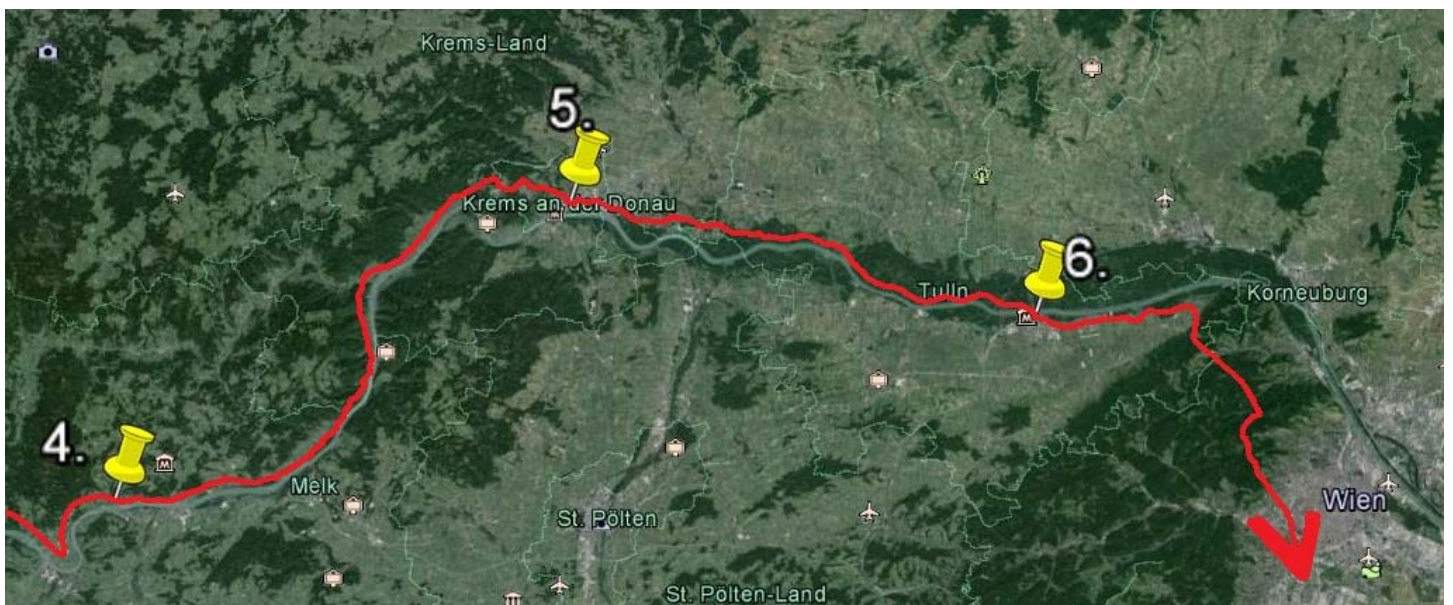 Krems-Land
5.
Krems an der Donau
6.
Tulln
Korneuburg
4.
Melk
St. Pölten
Wien
St. Pölten-Land